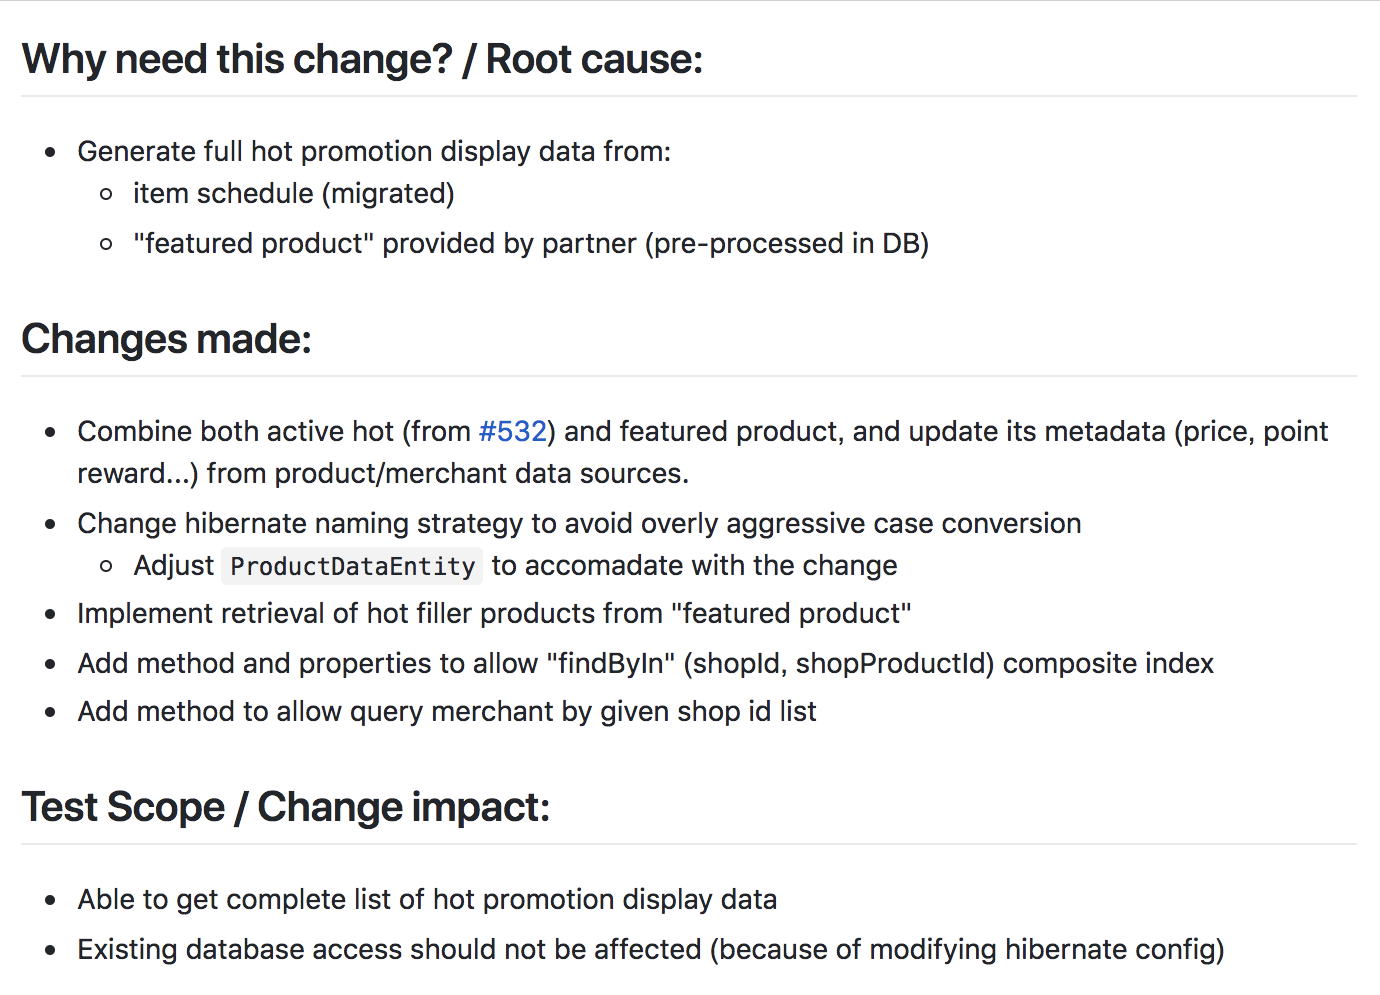 Why need this change? / Root cause:
Generate full hot promotion display data from:
item schedule (migrated)
"featured product" provided by partner (pre-processed in DB)
Changes made:
Combine both active hot (from #532) and featured product, and update its metadata (price, point
reward...) from product/merchant data sources.
Change hibernate naming strategy to avoid overly aggressive case conversion
Adjust ProductDataEntity to accomadate with the change
Implement retrieval of hot filler products from "featured product"
Add method and properties to allow "findByIn" (shopId, shopProductId) composite index
Add method to allow query merchant by given shop id list
Test Scope / Change impact:
Able to get complete list of hot promotion display data
Existing database access should not be affected (because of modifying hibernate config)